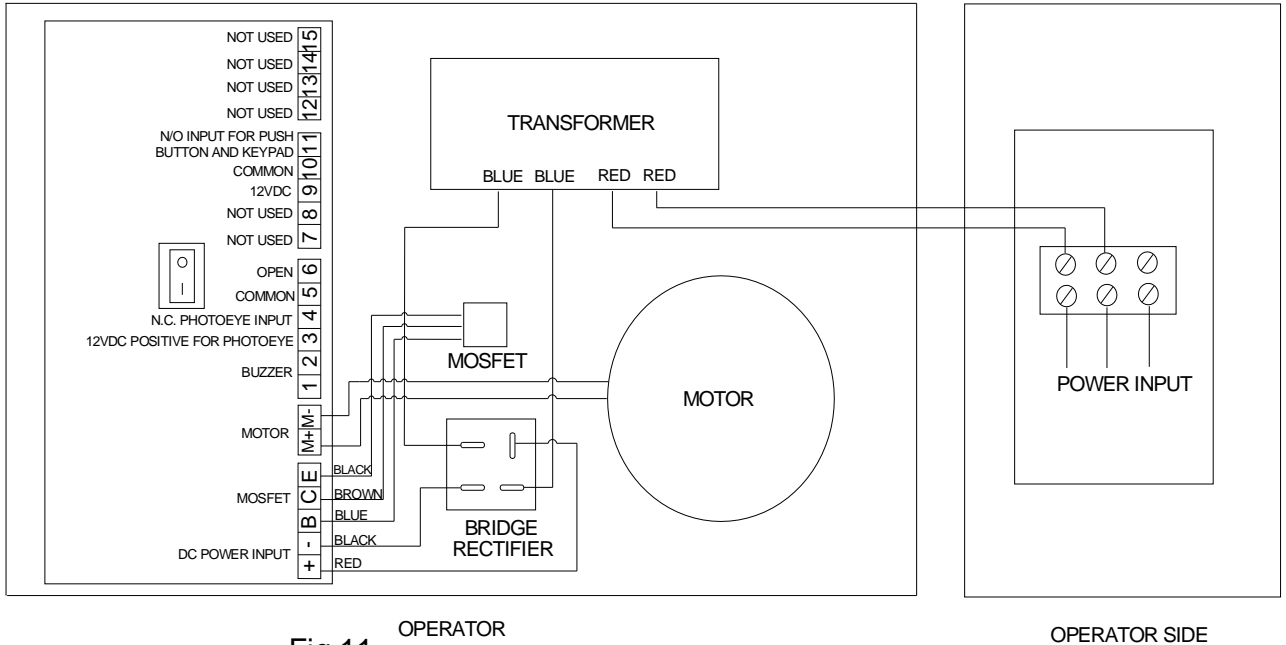 NOT USED 15
NOT USED 14
NOT USED 13
NOT USED 12
N/O INPUT FOR PUSH
BUTTON AND KEYPAD 11
COMMON 10
12VDC 9
NOT USED 8
NOT USED 7
OPEN 6
COMMON 5
N.C. PHOTOEYE INPUT 4
12VDC POSITIVE FOR PHOTOEYE 3
BUZZER 2
1
MOTOR M-
M+
E BLACK
MOSFET C BROWN
B BLUE
DC POWER INPUT - BLACK
+ RED
O
I
TRANSFORMER
BLUE BLUE RED RED
MOSFET
MOTOR
BRIDGE
RECTIFIER
POWER INPUT
OPERATOR
OPERATOR SIDE